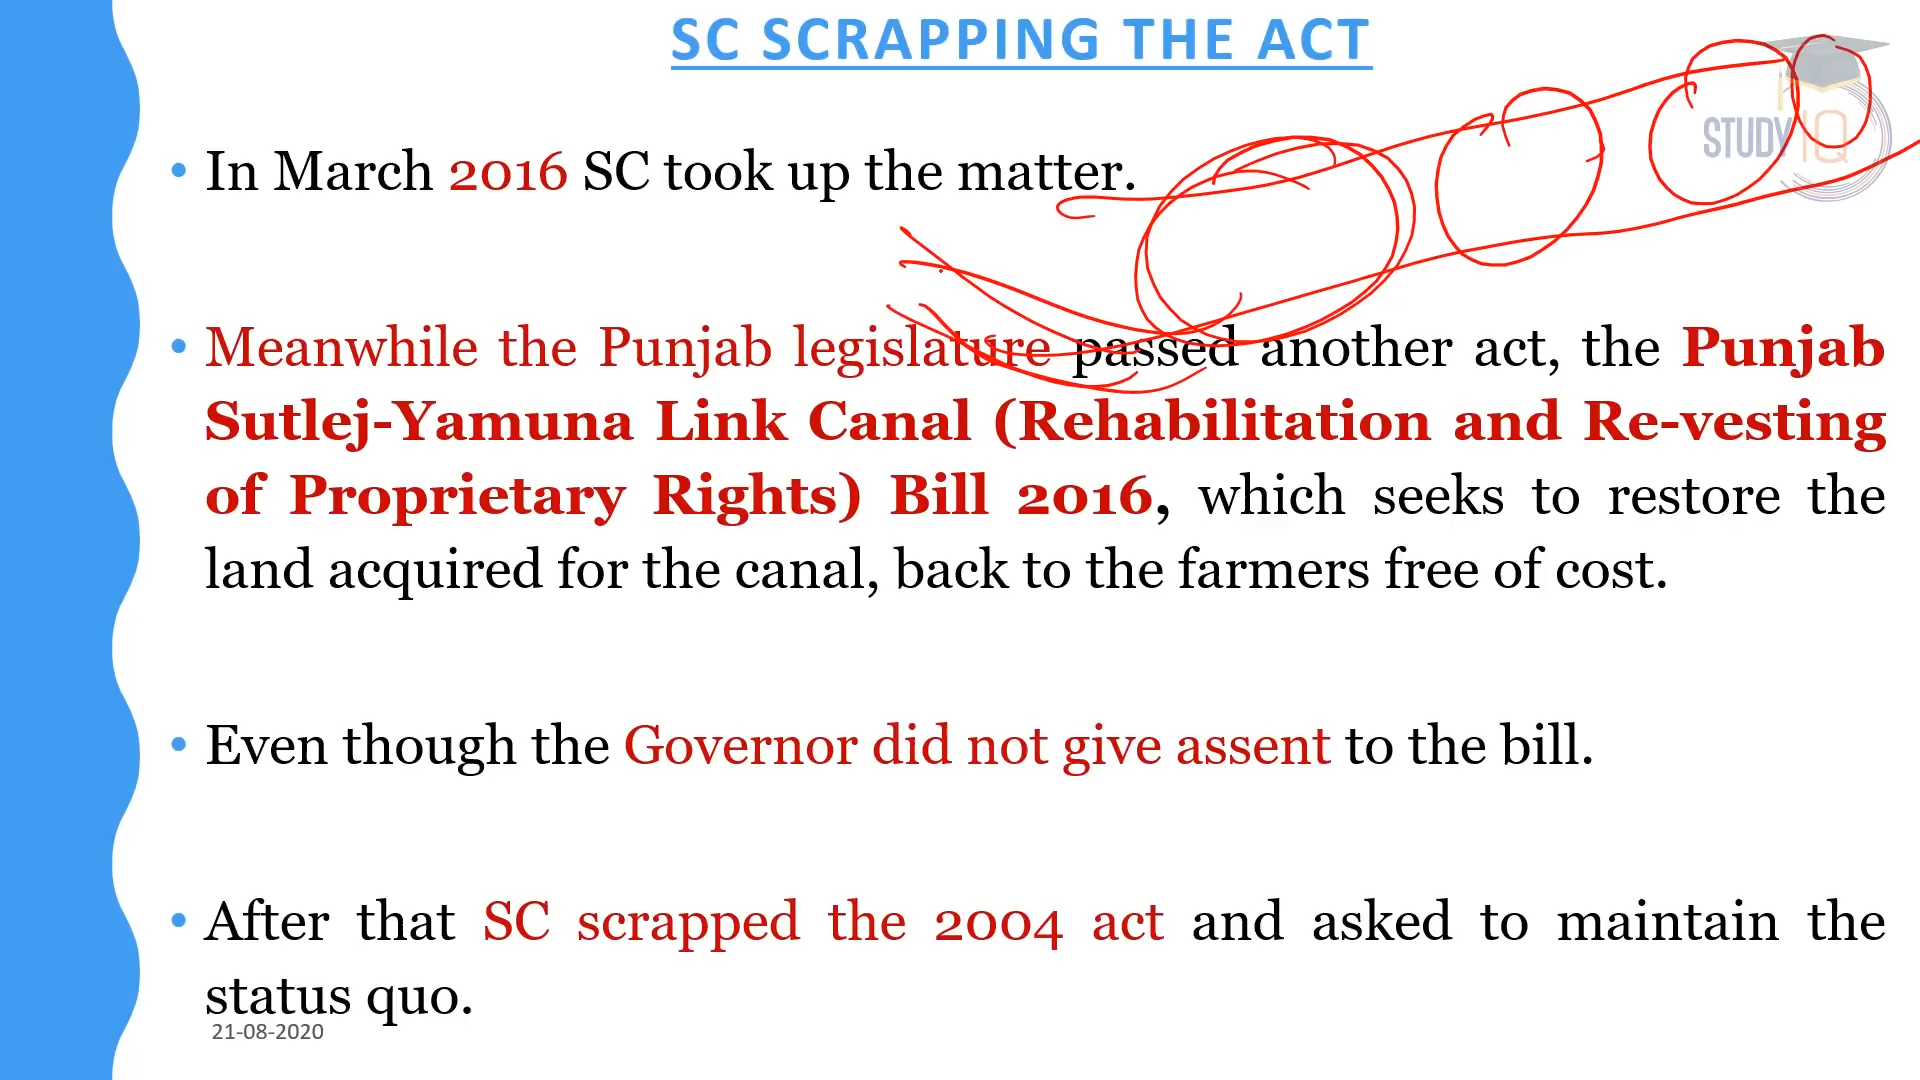 SC SCRAPPING THE ACT
STUDY IQ
• In March 2016 SC took up the matter.
• Meanwhile the Punjab legislature passed another act, the Punjab
Sutlej-Yamuna Link Canal (Rehabilitation and Re-vesting
of Proprietary Rights) Bill 2016, which seeks to restore the
land acquired for the canal, back to the farmers free of cost.
• Even though the Governor did not give assent to the bill.
• After that SC scrapped the 2004 act and asked to maintain the
status quo.
21-08-2020